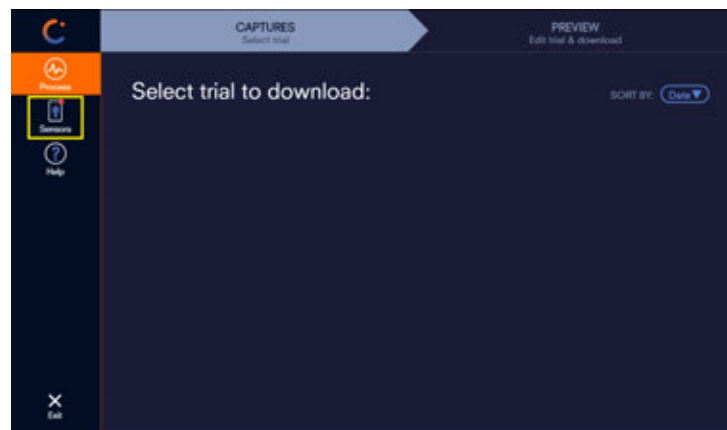 CAPTURES
Select trial
PREVIEW
Edit trial & download
Process
Sensors
Help
Select trial to download:
SORT BY: Date▼
Exit